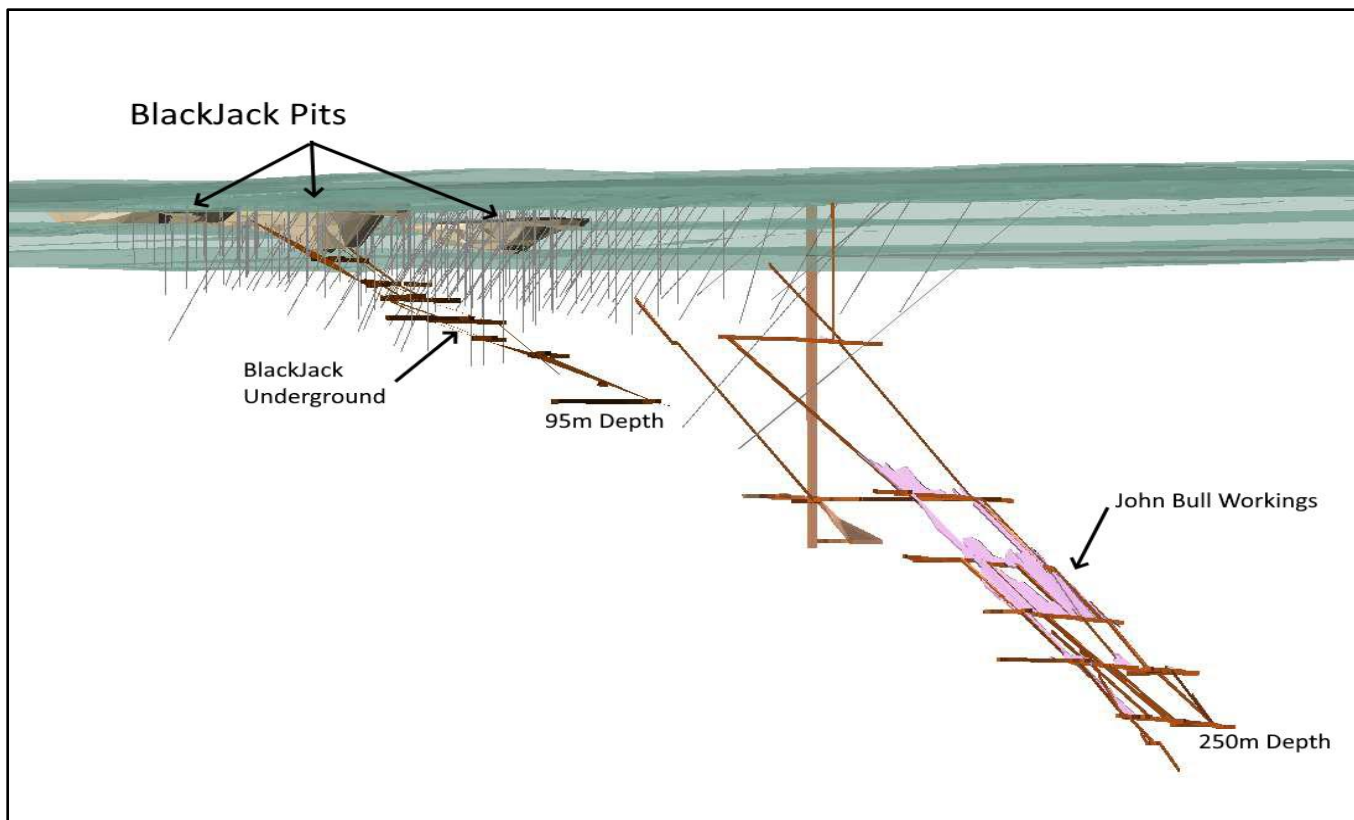 BlackJack Pits
BlackJack
Underground
95m Depth
John Bull Workings
250m Depth